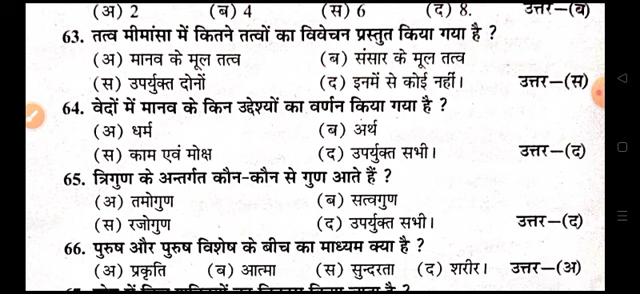 (अ) 2 (ब) 4 (स) 6 (द) 8. उत्तर—(ब)
63. तत्व मीमांसा में कितने तत्वों का विवेचन प्रस्तुत किया गया है ?
(अ) मानव के मूल तत्व (ब) संसार के मूल तत्व
(स) उपर्युक्त दोनों (द) इनमें से कोई नहीं। उत्तर—(स)
64. वेदों में मानव के किन उद्देश्यों का वर्णन किया गया है ?
(अ) धर्म (ब) अर्थ
(स) काम एवं मोक्ष (द) उपर्युक्त सभी। उत्तर—(द)
65. त्रिगुण के अन्तर्गत कौन-कौन से गुण आते हैं ?
(अ) तमोगुण (ब) सत्वगुण
(स) रजोगुण (द) उपर्युक्त सभी। उत्तर—(द)
66. पुरुष और पुरुष विशेष के बीच का माध्यम क्या है ?
(अ) प्रकृति (ब) आत्मा (स) सुन्दरता (द) शरीर। उत्तर—(अ)